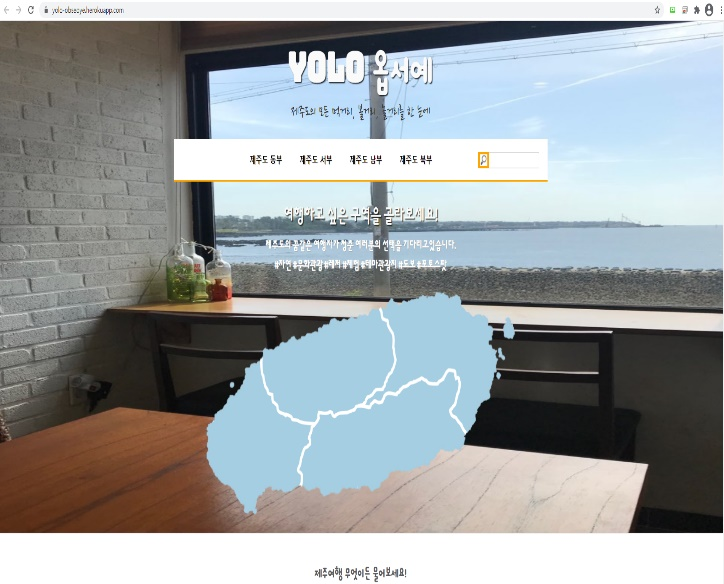 yolo-obseoye.herokuapp.com
YOLO 옵서예
제주도의 모든 먹거리, 볼거리, 놀거리를 한 눈에
제주도 동부 제주도 서부 제주도 남부 제주도 북부
여행하고 싶은 구역을 골라보세요!
제주도의 꿈같은 여행지가 청춘 여러분의 선택을 기다리고있습니다.
#자연 #문화관광 #레저 #체험 #테마관광지 #도보 #포토스팟
제주여행 무엇이든 물어보세요!